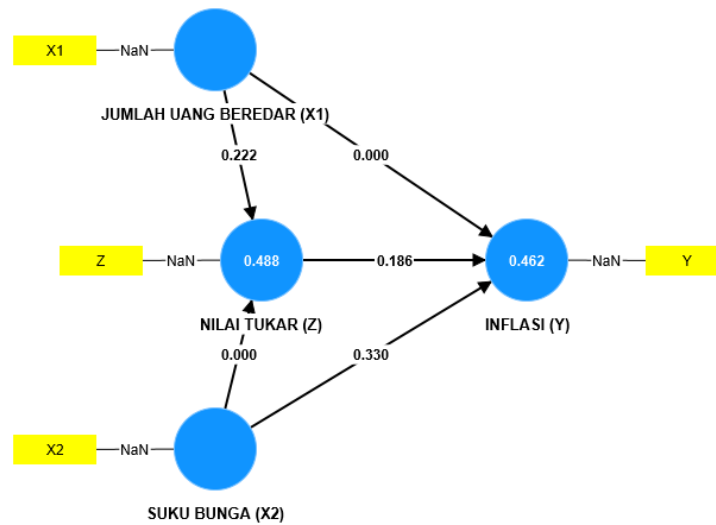 X1
NaN
JUMLAH UANG BEREDAR (X1)
0.222
0.000
Z
NaN
0.488
0.186
0.462
NaN
Y
NILAI TUKAR (Z)
INFLASI (Y)
0.000
0.330
X2
NaN
SUKU BUNGA (X2)